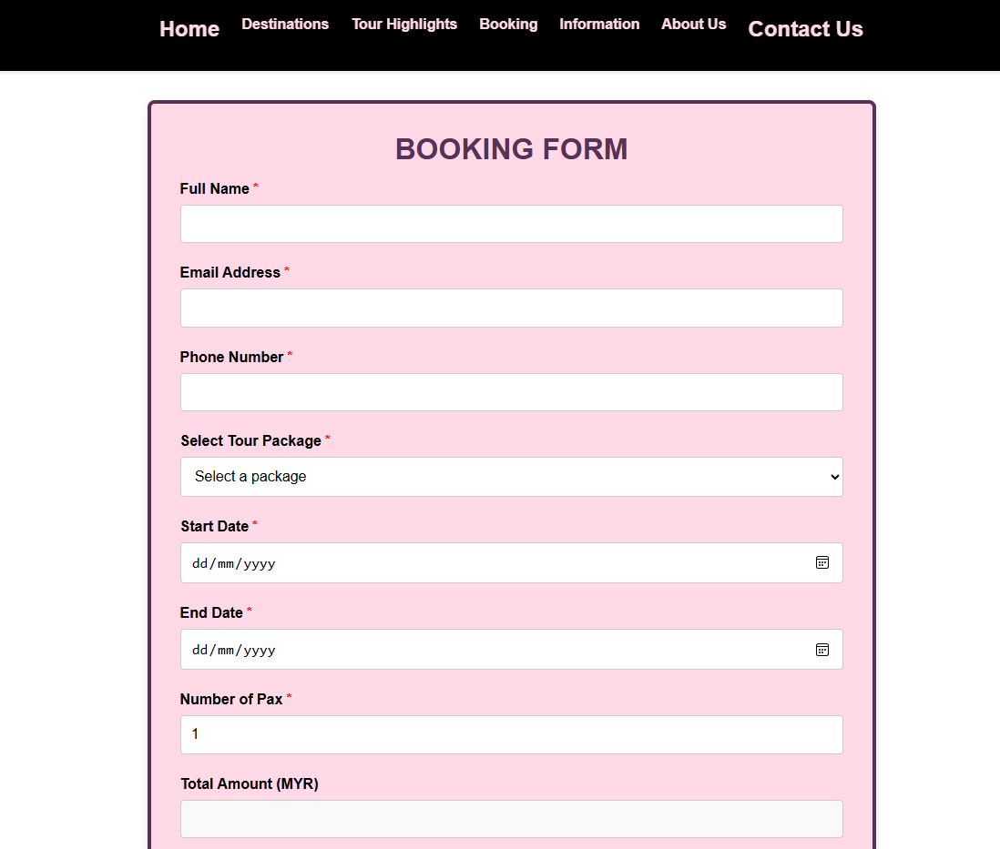 Home Destinations Tour Highlights Booking Information About Us Contact Us
BOOKING FORM
Full Name *
Email Address *
Phone Number *
Select Tour Package *
Select a package
Start Date *
dd/mm/yyyy
End Date *
dd/mm/yyyy
Number of Pax *
1
Total Amount (MYR)